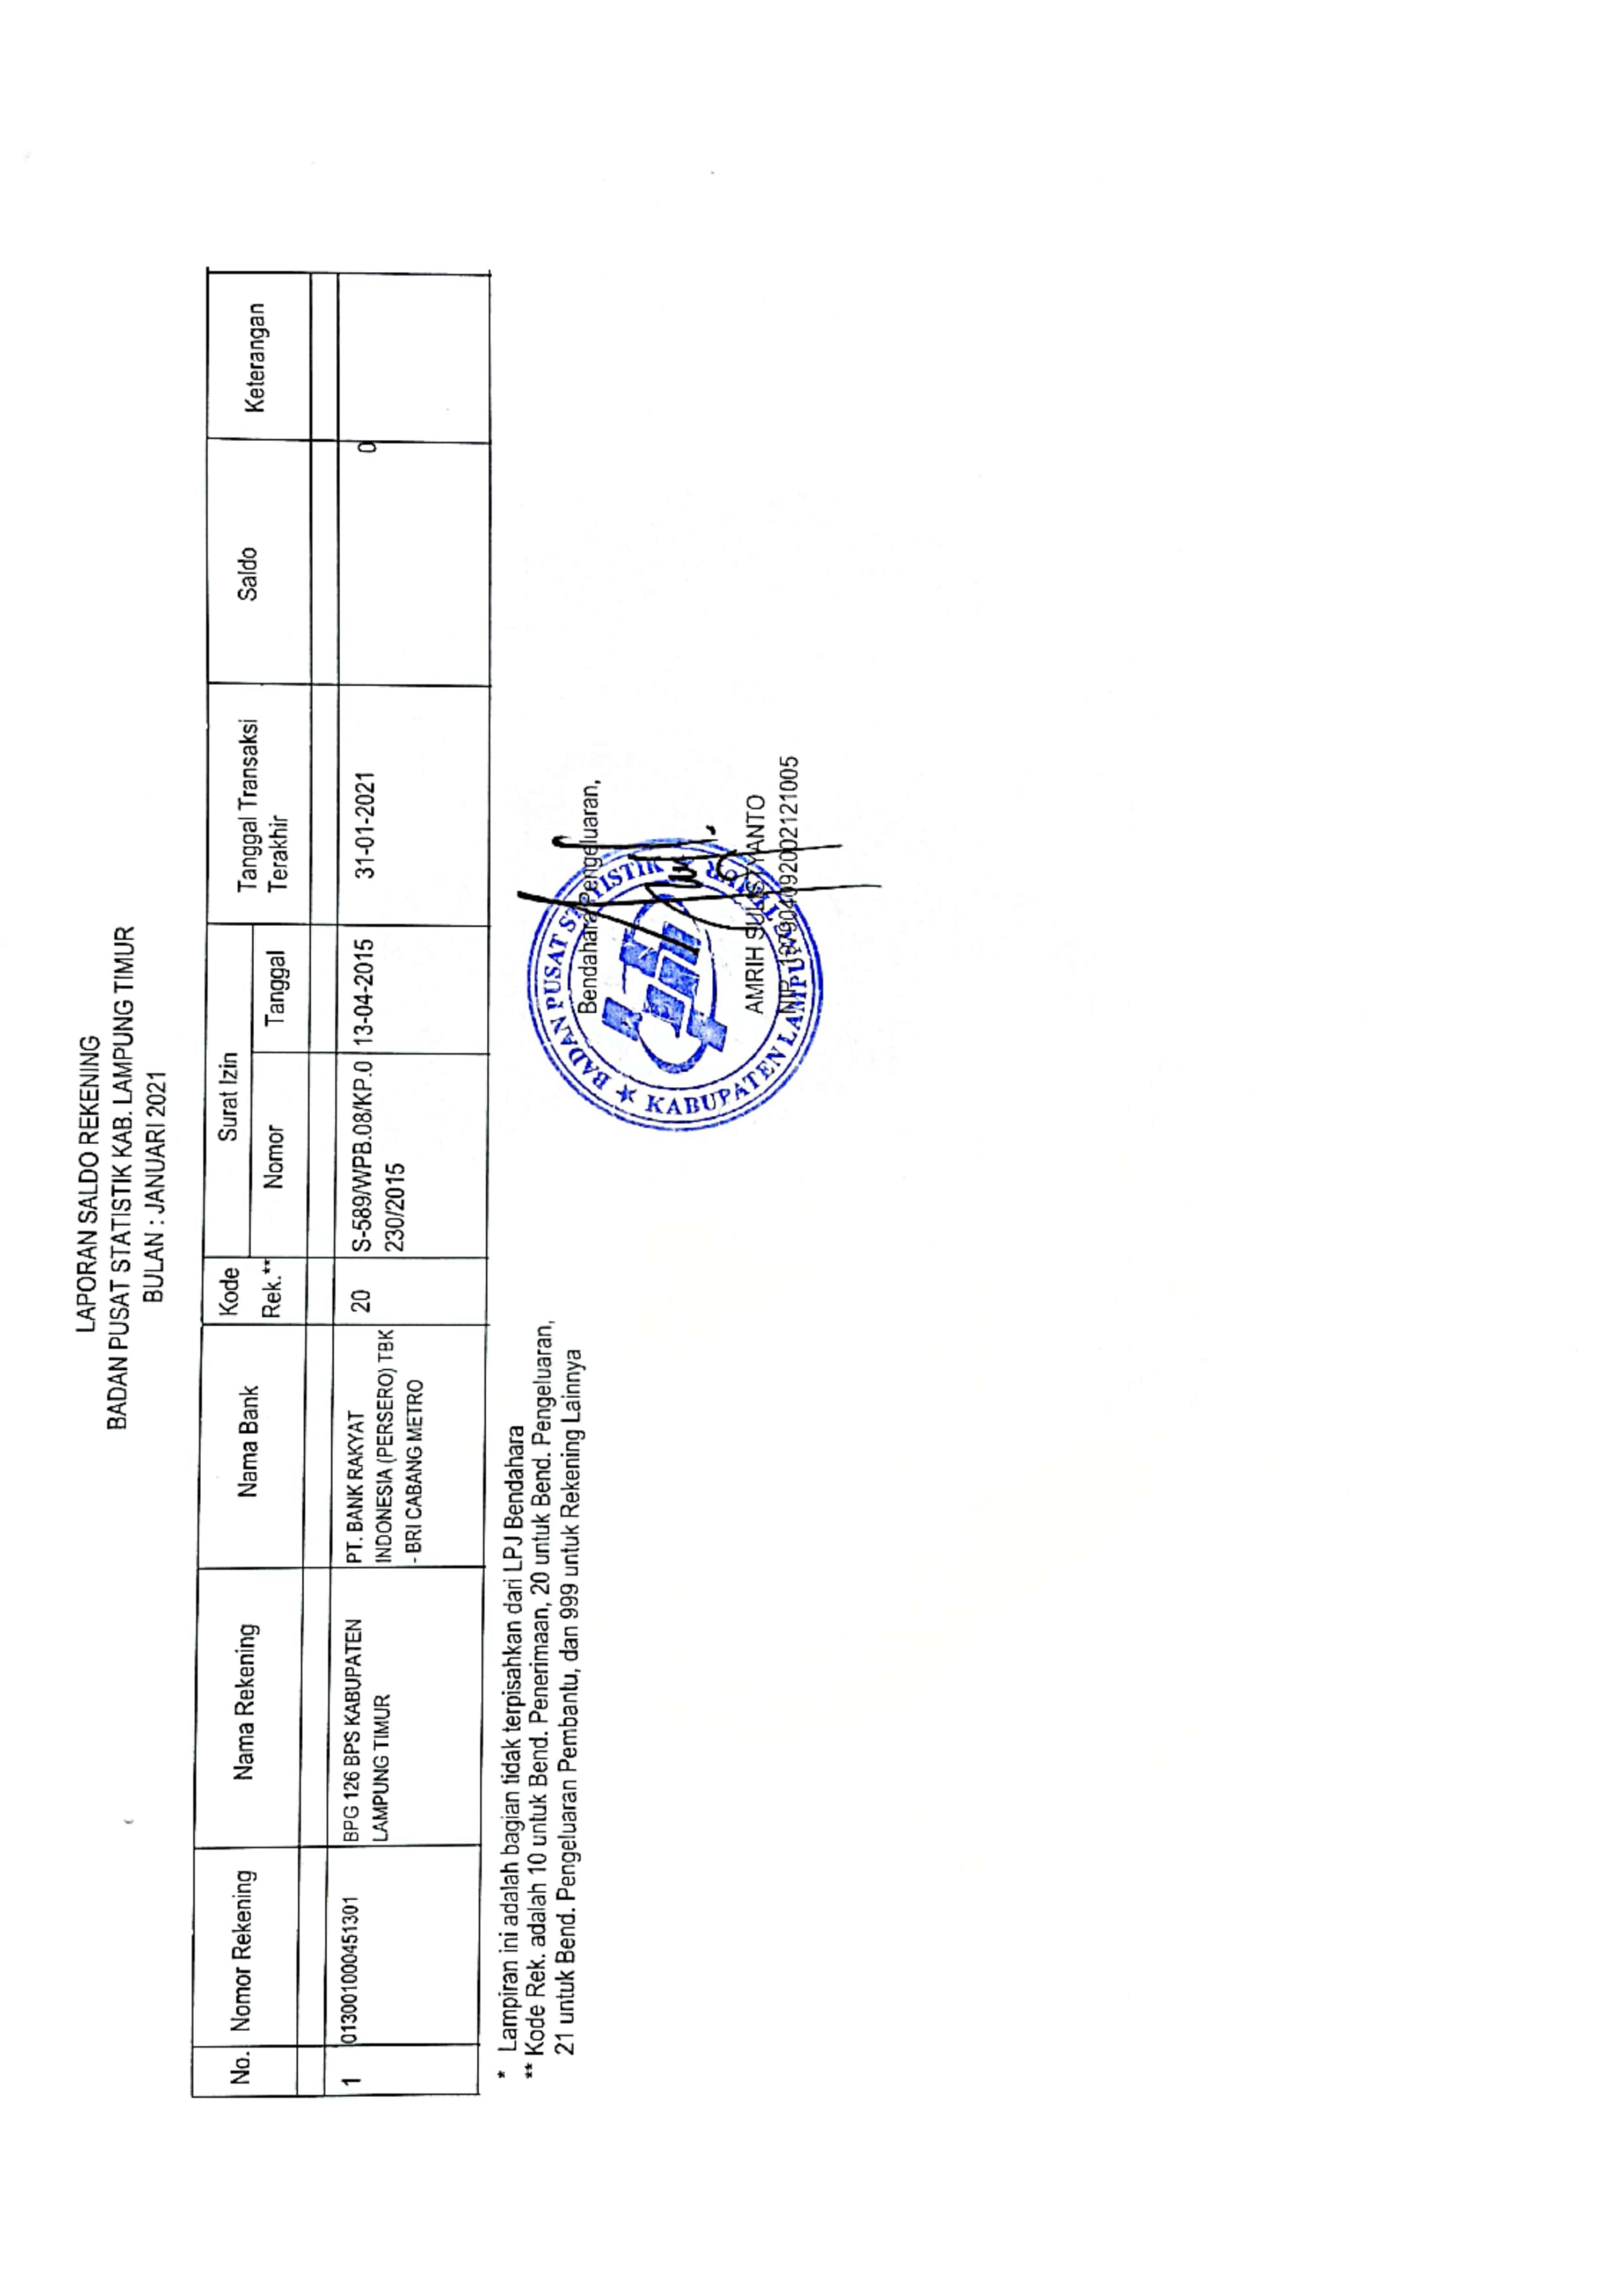 LAPORAN SALDO REKENING
BADAN PUSAT STATISTIK KAB. LAMPUNG TIMUR
BULAN : JANUARI 2021
No. Nomor Rekening Nama Rekening Nama Bank Kode Rek.** Surat Izin Tanggal Transaksi Terakhir Saldo Keterangan
Nomor Tanggal
1 013001000451301 BPG 126 BPS KABUPATEN PT. BANK RAKYAT 20 S-589/WPB.08/KP.0 13-04-2015 31-01-2021 0
LAMPUNG TIMUR INDONESIA (PERSERO) TBK 230/2015
- BRI CABANG METRO
* Lampiran ini adalah bagian tidak terpisahkan dari LPJ Bendahara
** Kode Rek. adalah 10 untuk Bend. Penerimaan, 20 untuk Bend. Pengeluaran,
21 untuk Bend. Pengeluaran Pembantu, dan 999 untuk Rekening Lainnya
Bendahara Pengeluaran,
BADAN PUSAT STATISTIK
KABUPATEN LAMPUNG TIMUR
AMRIH
NIP.